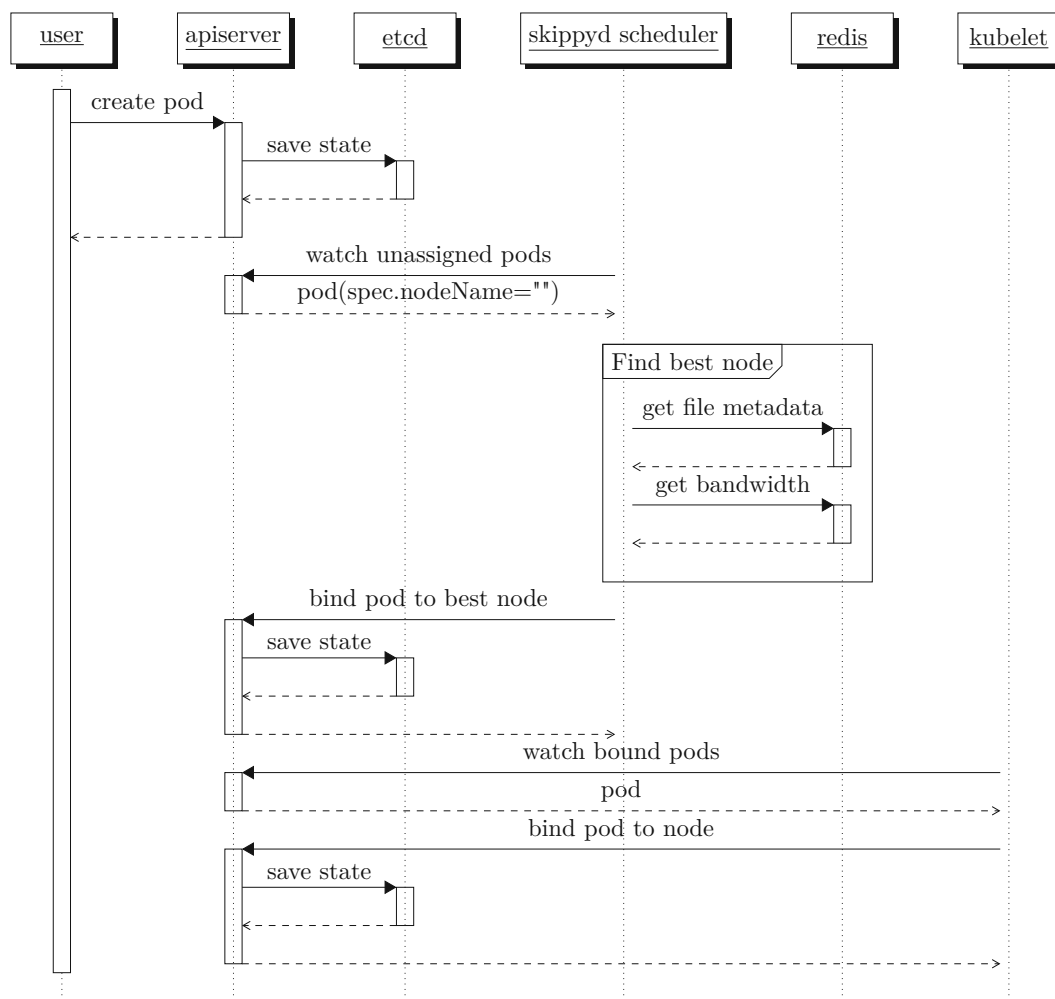 user
apiserver
etcd
skippyd scheduler
redis
kubelet
create pod
save state
watch unassigned pods
pod(spec.nodeName="")
Find best node
get file metadata
get bandwidth
bind pod to best node
save state
watch bound pods
pod
bind pod to node
save state